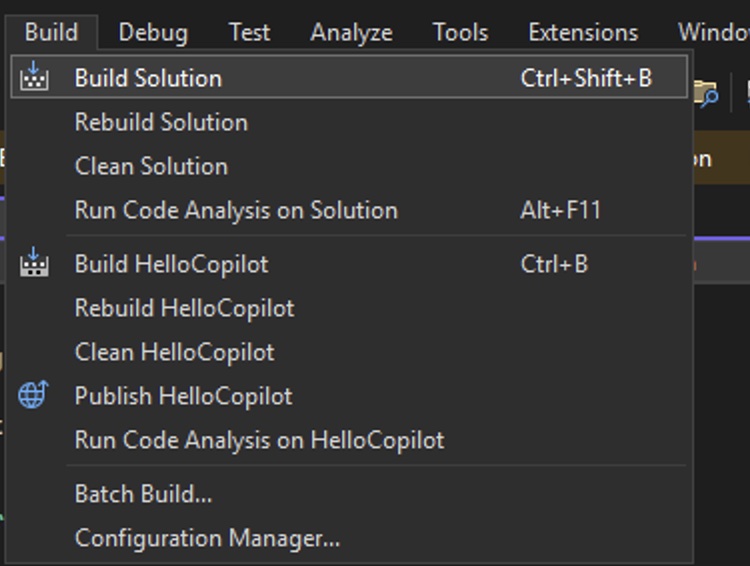 Build Debug Test Analyze Tools Extensions
Build Solution Ctrl+Shift+B
Rebuild Solution
Clean Solution
on
Run Code Analysis on Solution Alt+F11
Build HelloCopilot Ctrl+B
Rebuild HelloCopilot
Clean HelloCopilot
Publish HelloCopilot
Run Code Analysis on HelloCopilot
Batch Build...
Configuration Manager...